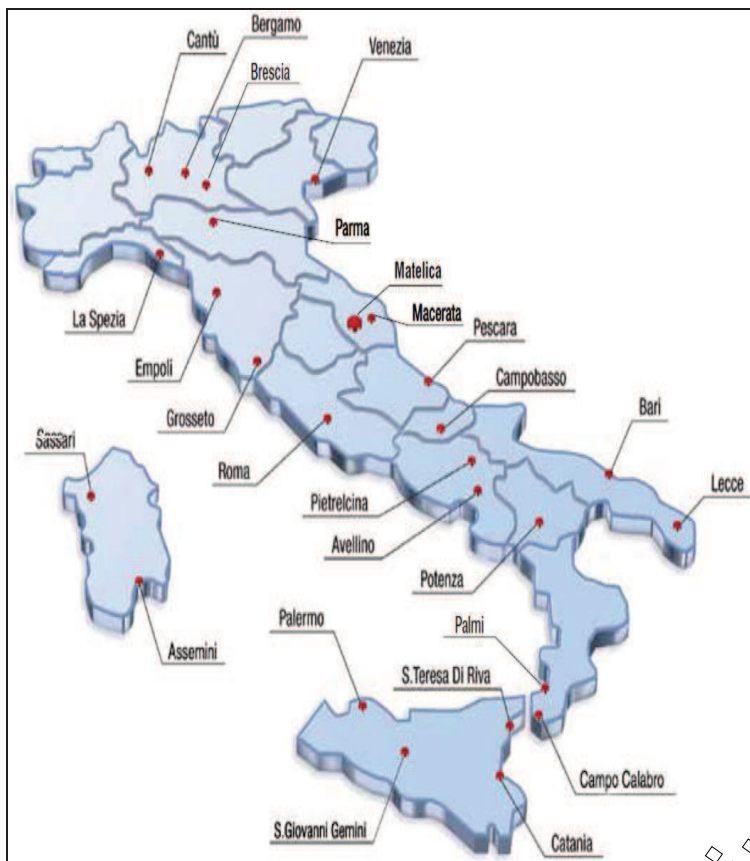 Bergamo
Cantù
Venezia
Brescia
Parma
Matelica
La Spezia
Macerata
Pescara
Empoli
Campobasso
Grosseto
Bari
Sassari
Roma
Lecce
Pietrelcina
Avellino
Potenza
Palermo
Palmi
Assemini
S.Teresa Di Riva
Campo Calabro
S.Giovanni Gemini
Catania